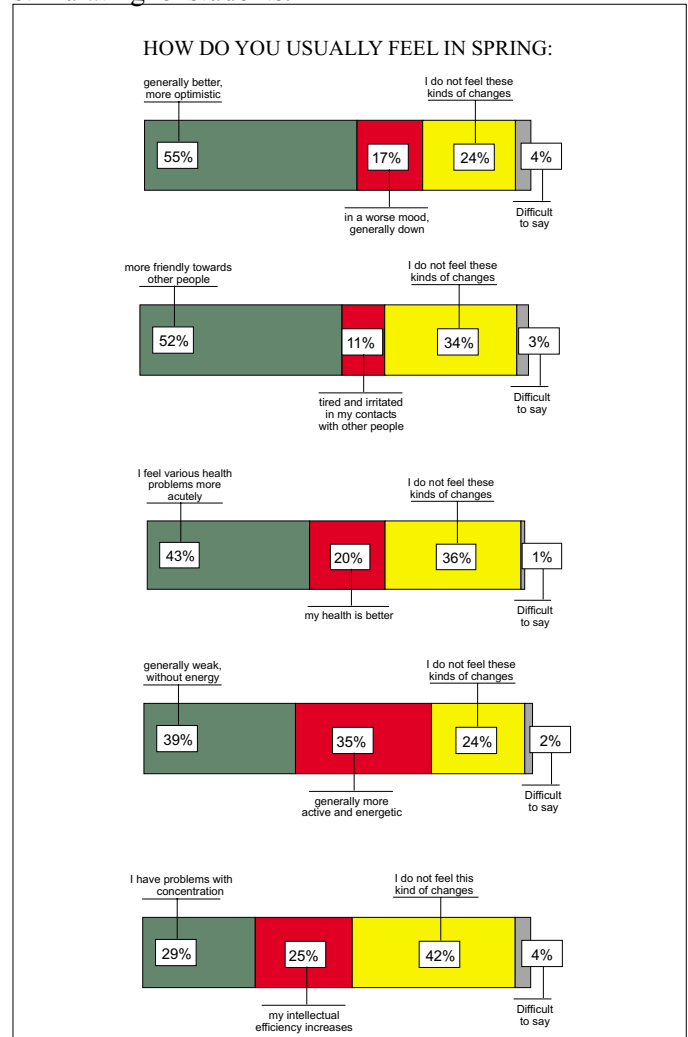 HOW DO YOU USUALLY FEEL IN SPRING:
generally better,
more optimistic
I do not feel these
kinds of changes
55%
17%
24%
4%
in a worse mood,
generally down
Difficult
to say
more friendly towards
other people
I do not feel these
kinds of changes
52%
11%
34%
3%
tired and irritated
in my contacts
with other people
Difficult
to say
I feel various health
problems more
acutely
I do not feel these
kinds of changes
43%
20%
36%
1%
my health is better
Difficult
to say
generally weak,
without energy
I do not feel these
kinds of changes
39%
35%
24%
2%
generally more
active and energetic
Difficult
to say
I have problems with
concentration
I do not feel this
kind of changes
29%
25%
42%
4%
my intellectual
efficiency increases
Difficult
to say